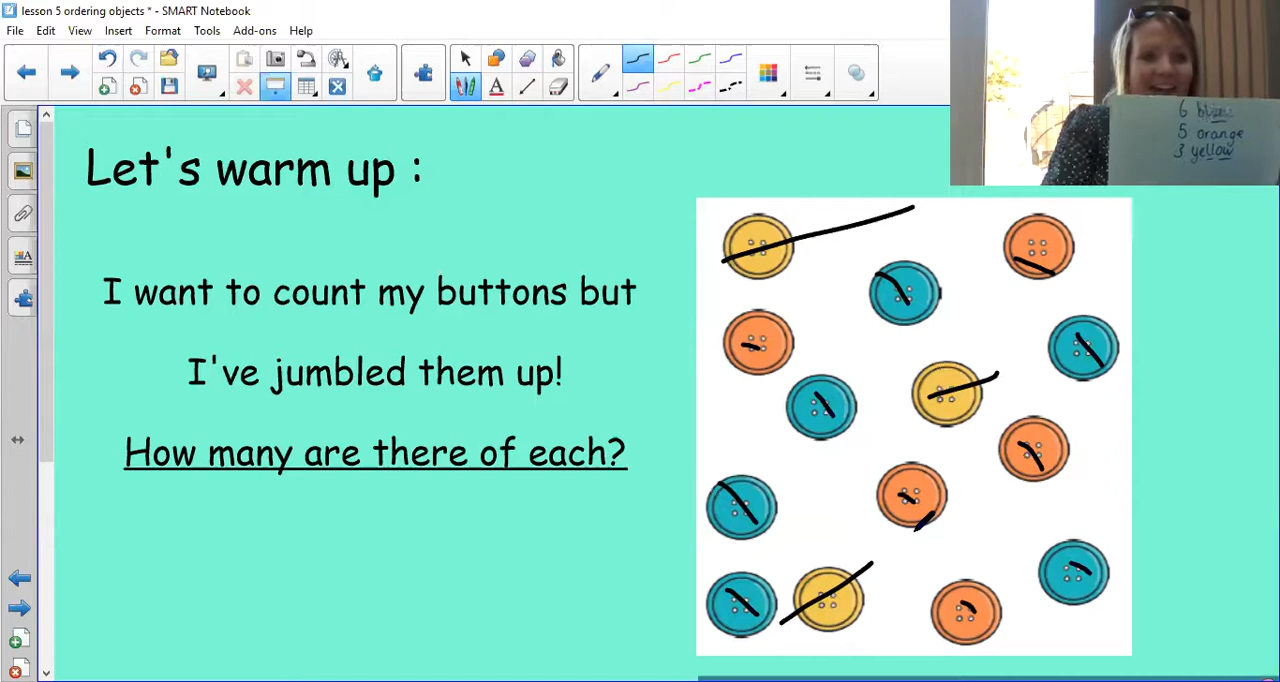 lesson 5 ordering objects * - SMART Notebook
File Edit View Insert Format Tools Add-ons Help
6 blue
5 orange
3 yellow
Let's warm up :
I want to count my buttons but
I've jumbled them up!
How many are there of each?